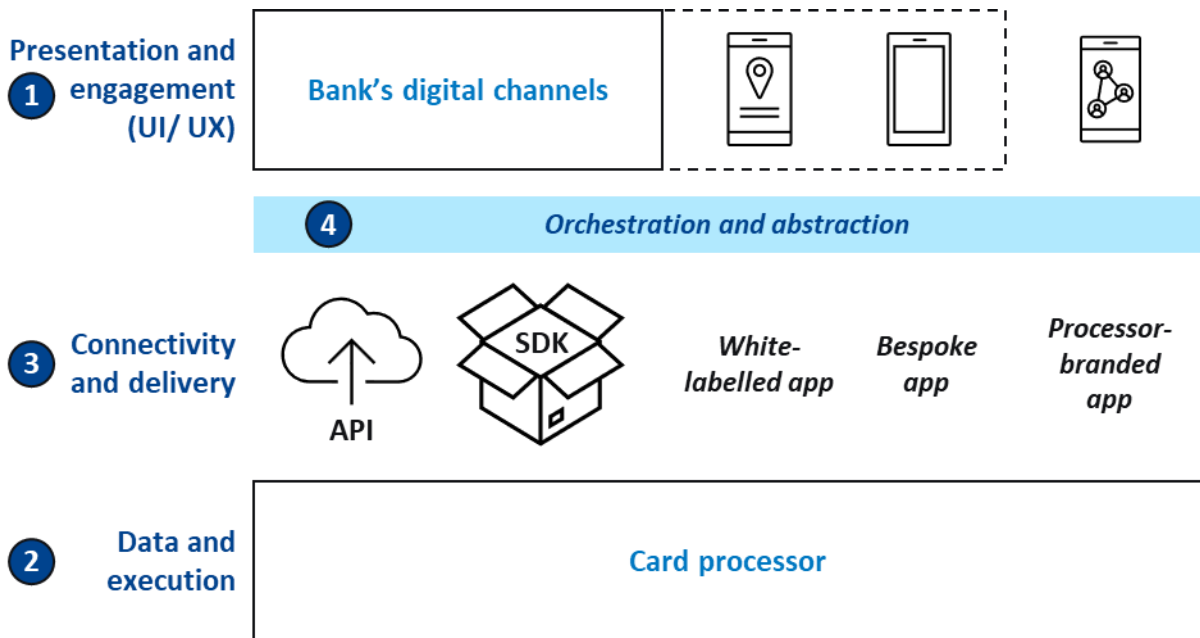 Presentation and
engagement
(UI/ UX)
1
Bank's digital channels
4
Orchestration and abstraction
3
Connectivity
and delivery
API
SDK
White-
labelled app
Bespoke
app
Processor-
branded
app
2
Data and
execution
Card processor